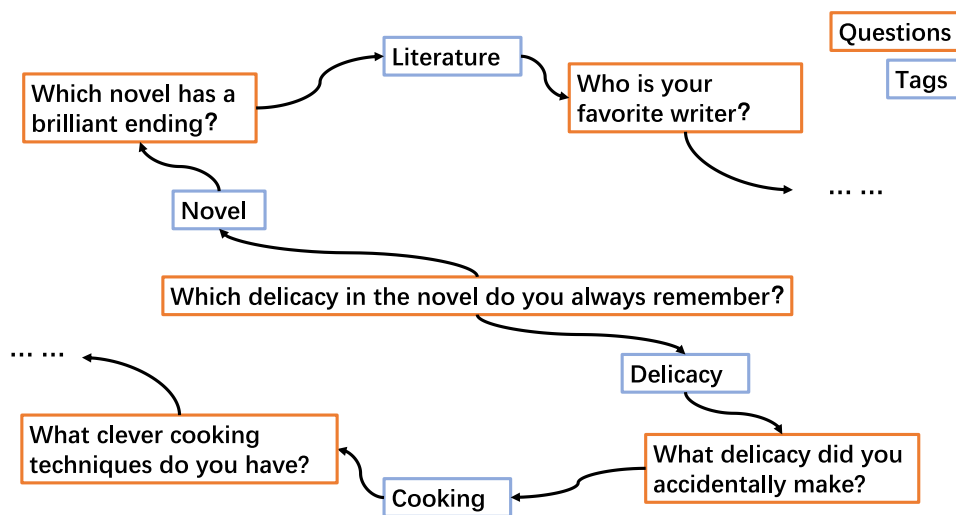 Questions
Literature
Tags
Which novel has a
brilliant ending?
Who is your
favorite writer?
... ...
Novel
Which delicacy in the novel do you always remember?
... ...
Delicacy
What clever cooking
techniques do you have?
What delicacy did you
accidentally make?
Cooking